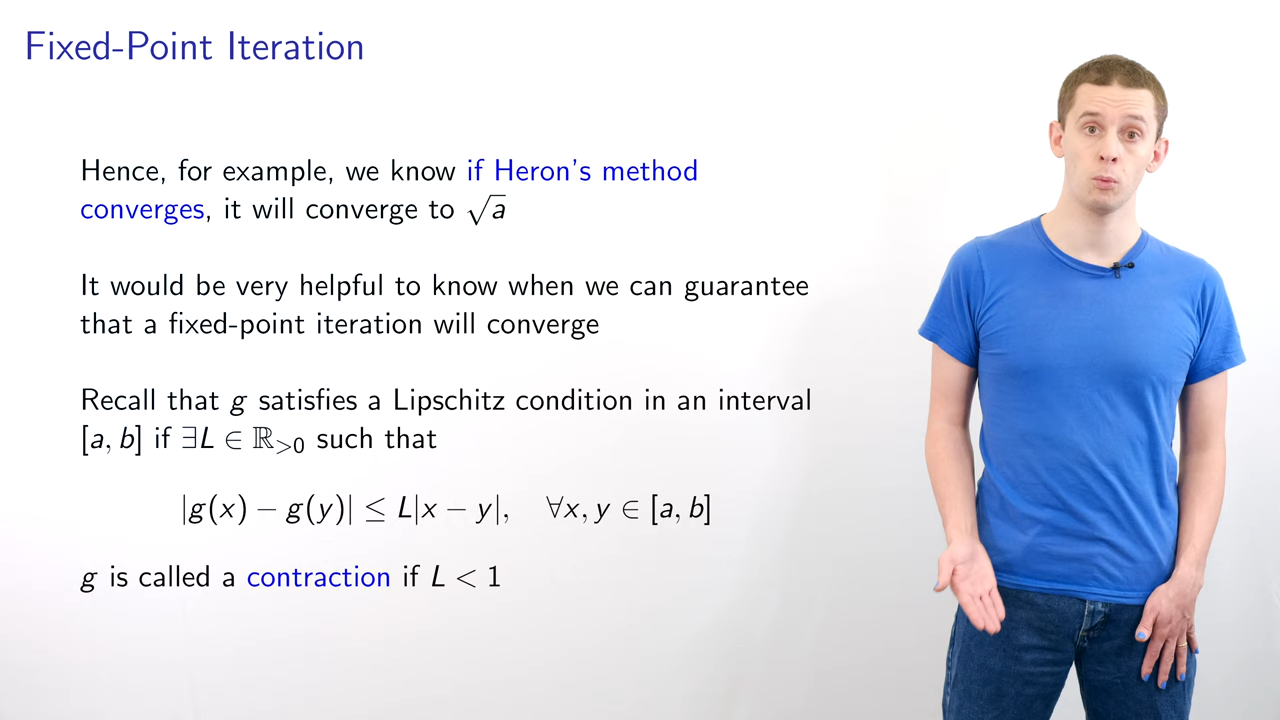 Fixed-Point Iteration
Hence, for example, we know if Heron's method
converges, it will converge to √a
It would be very helpful to know when we can guarantee
that a fixed-point iteration will converge
Recall that g satisfies a Lipschitz condition in an interval
[a, b] if ∃L ∈ ℝ>0 such that
|g(x) − g(y)| ≤ L|x − y|, ∀x, y ∈ [a, b]
g is called a contraction if L < 1